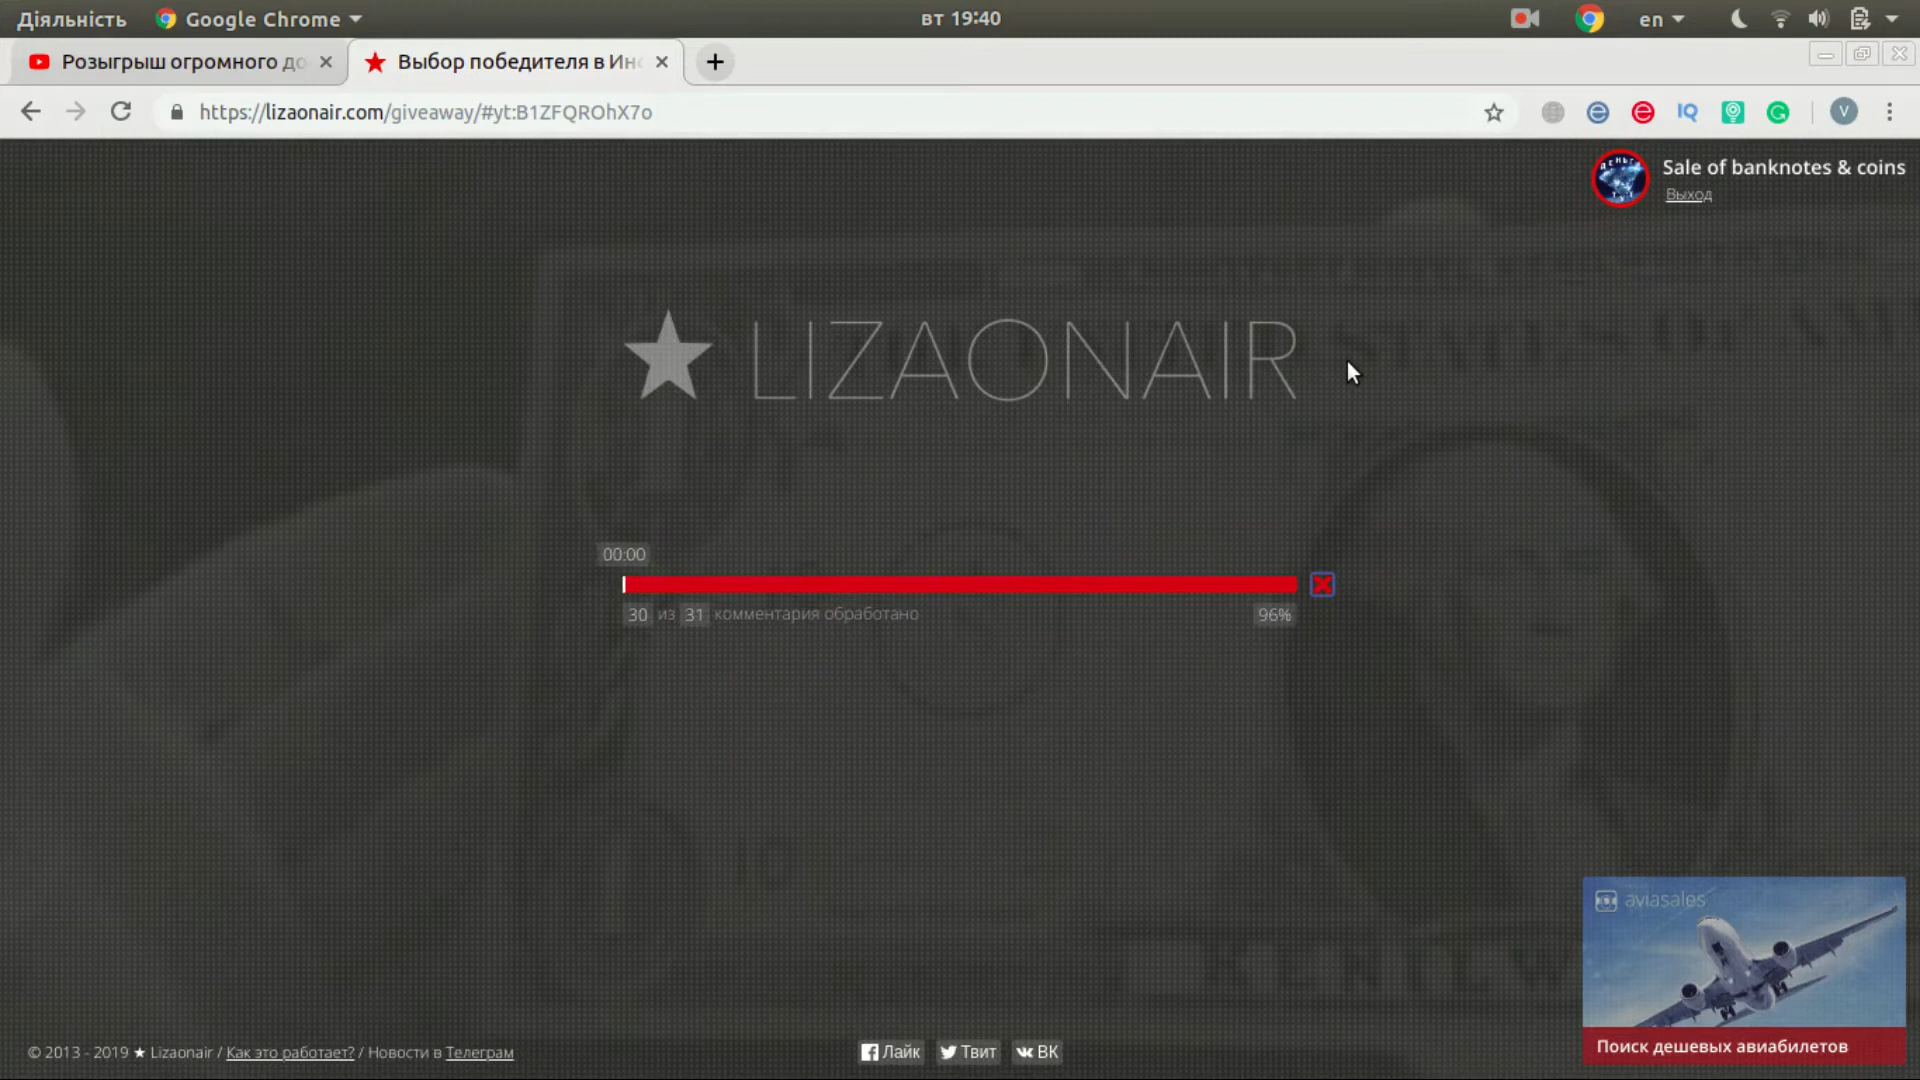 Діяльність Google Chrome вт 19:40 en
Розыгрыш огромного до Выбор победителя в Инс
https://lizaonair.com/giveaway/#yt:B1ZFQROhX7o IQ V
Sale of banknotes & coins
Выход
★ LIZAONAIR
00:00
30 из 31 комментария обработано 96%
aviasales
Поиск дешевых авиабилетов
© 2013 - 2019 ★ Lizaonair / Как это работает? / Новости в Телеграм Лайк Твит ВК